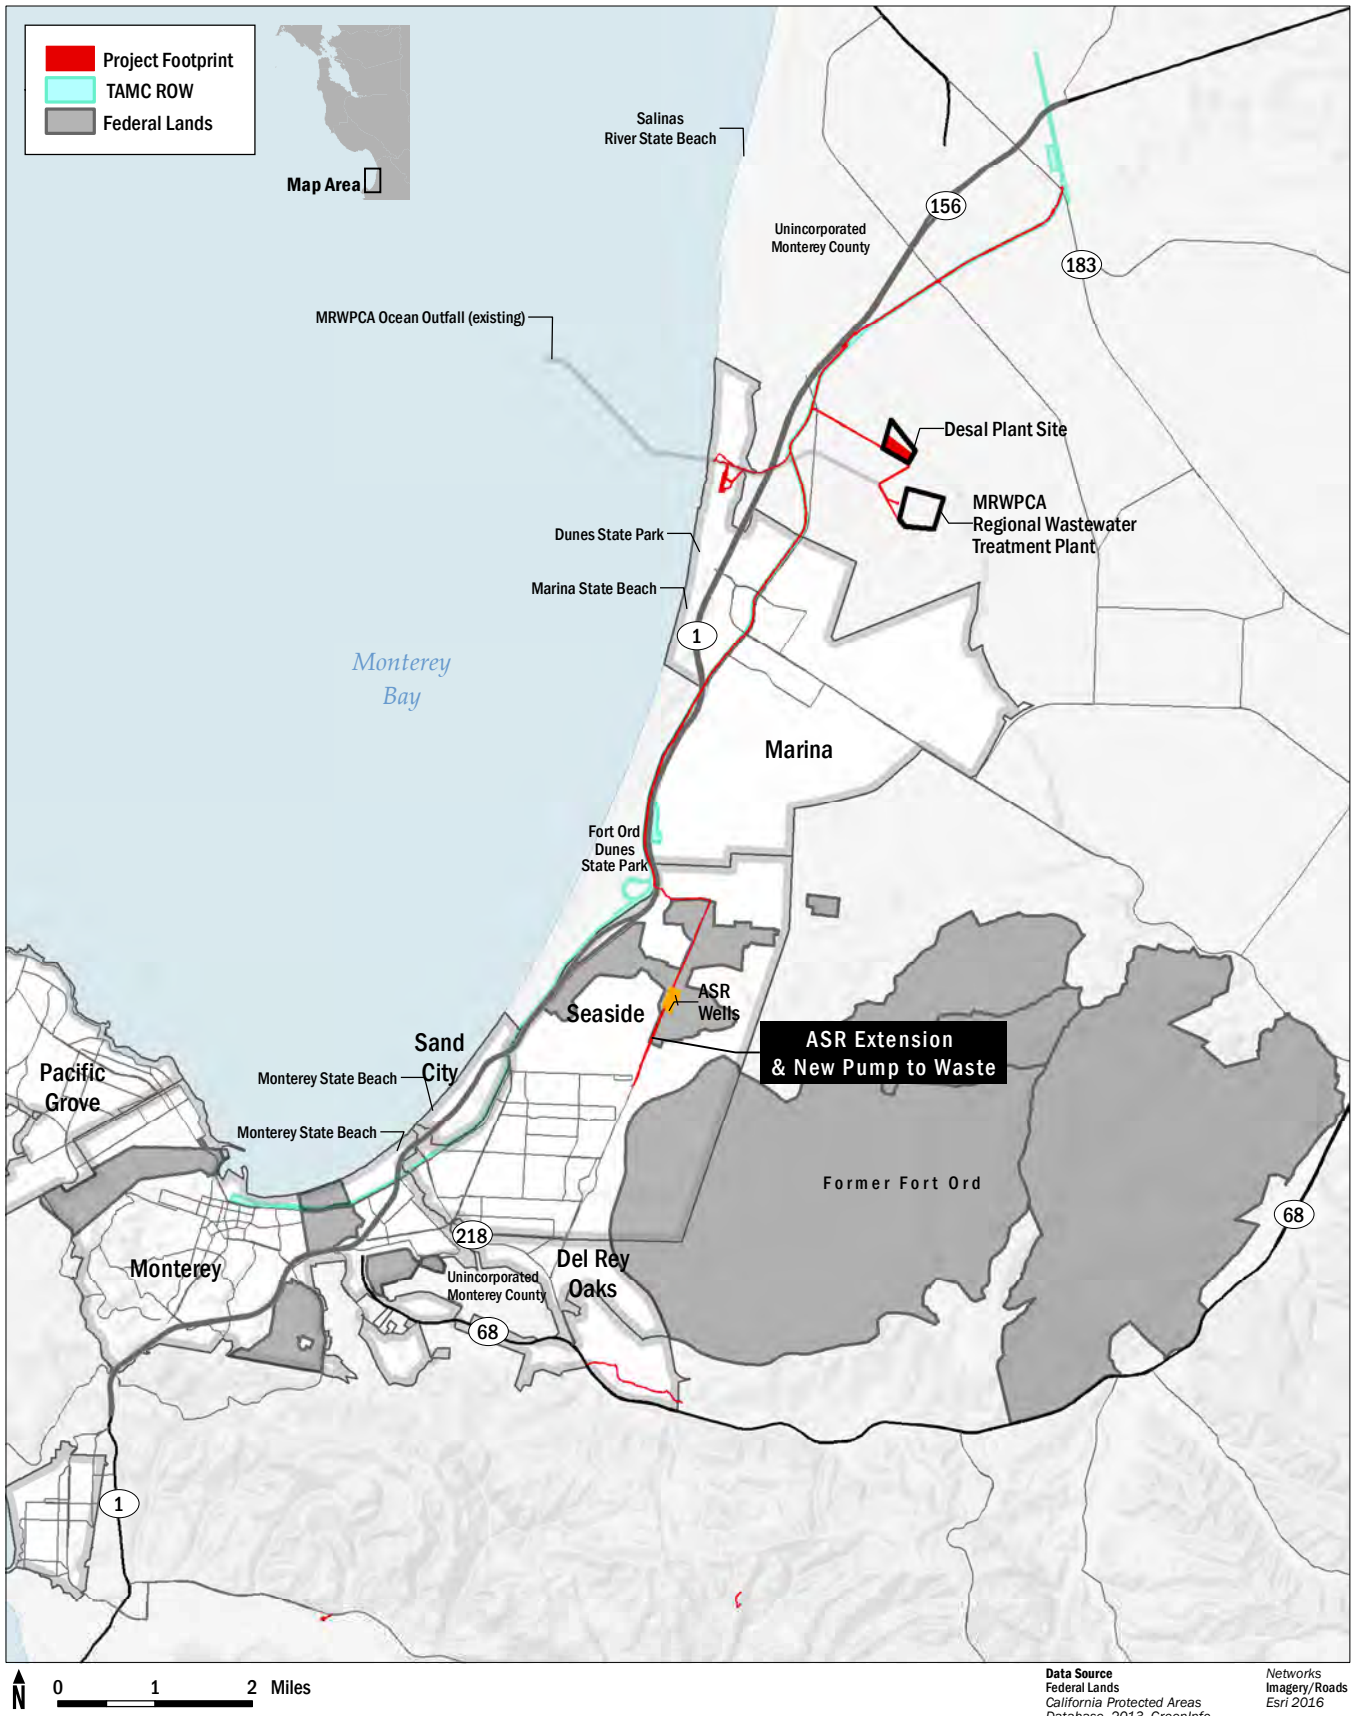 Project Footprint
TAMC ROW
Federal Lands
Map Area
Salinas
River State Beach
156
Unincorporated
Monterey County
183
MRWPCA Ocean Outfall (existing)
Desal Plant Site
MRWPCA
Regional Wastewater
Treatment Plant
Dunes State Park
Marina State Beach
1
Monterey
Bay
Marina
Fort Ord
Dunes
State Park
ASR
Wells
Seaside
ASR Extension
& New Pump to Waste
Sand
City
Pacific
Grove
Monterey State Beach
Monterey State Beach
Former Fort Ord
68
218
Del Rey
Oaks
Monterey
Unincorporated
Monterey County
68
1
N
0 1 2 Miles
Data Source
Federal Lands
California Protected Areas
Database, 2013, GreenInfo
Networks
Imagery/Roads
Esri 2016